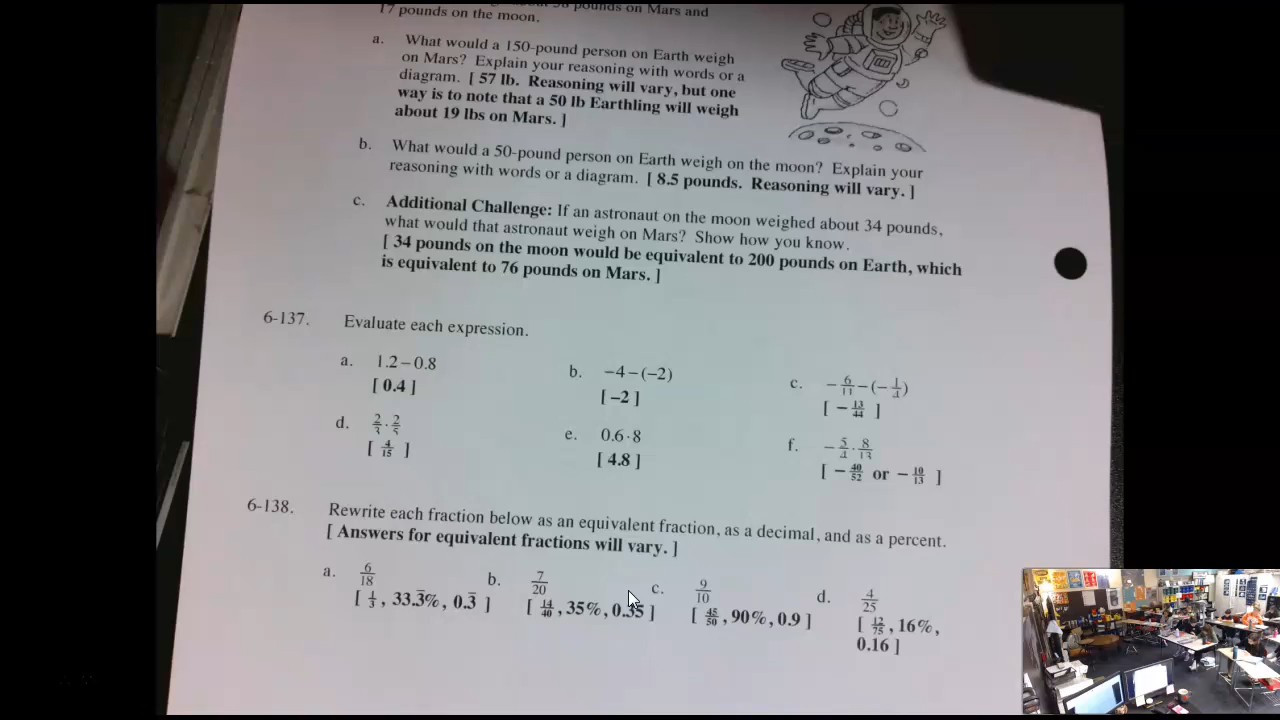 pounds on Mars and
17 pounds on the moon.
a. What would a 150-pound person on Earth weigh
on Mars? Explain your reasoning with words or a
diagram. [ 57 lb. Reasoning will vary, but one
way is to note that a 50 lb Earthling will weigh
about 19 lbs on Mars. ]
b. What would a 50-pound person on Earth weigh on the moon? Explain your
reasoning with words or a diagram. [ 8.5 pounds. Reasoning will vary. ]
c. Additional Challenge: If an astronaut on the moon weighed about 34 pounds,
what would that astronaut weigh on Mars? Show how you know.
[ 34 pounds on the moon would be equivalent to 200 pounds on Earth, which
is equivalent to 76 pounds on Mars. ]
6-137. Evaluate each expression.
a. 1.2 – 0.8 b. –4 – (–2) c. – 6/11 – (– 1/4)
[ 0.4 ] [ –2 ] [ – 13/44 ]
d. 2/3 · 2/5 e. 0.6 · 8 f. – 5/4 · 8/13
[ 4/15 ] [ 4.8 ] [ – 40/52 or – 10/13 ]
6-138. Rewrite each fraction below as an equivalent fraction, as a decimal, and as a percent.
[ Answers for equivalent fractions will vary. ]
a. 6/18 b. 7/20 c. 9/10 d. 4/25
[ 1/3 , 33.3̅%, 0.3̅ ] [ 14/40 , 35%, 0.35 ] [ 45/50 , 90%, 0.9 ] [ 12/75 , 16%,
0.16 ]